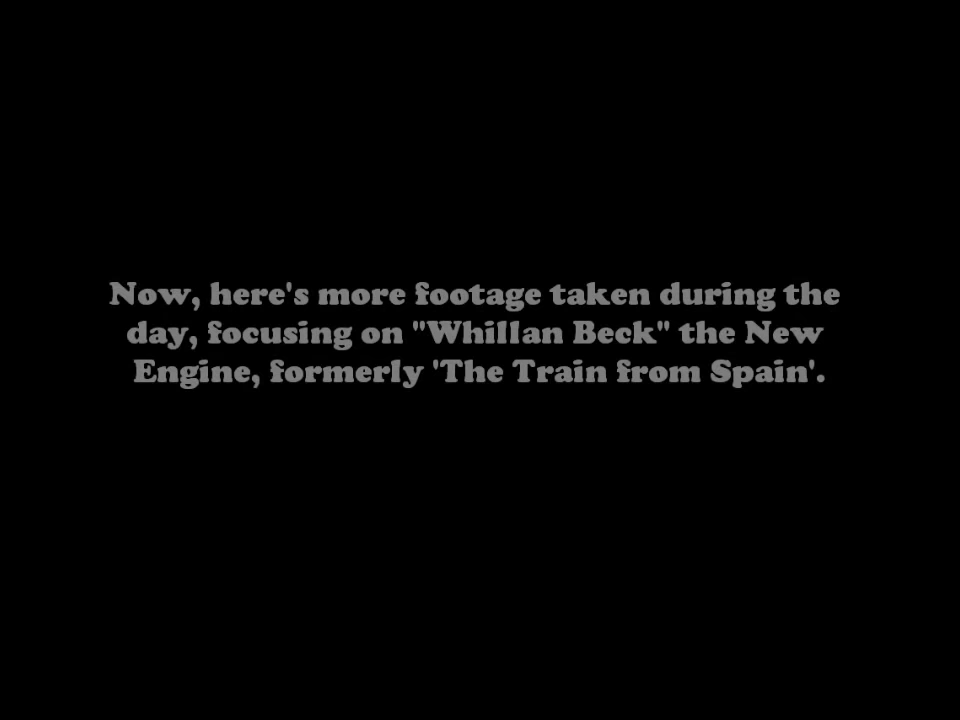 Now, here's more footage taken during the
day, focusing on "Whillan Beck" the New
Engine, formerly 'The Train from Spain'.